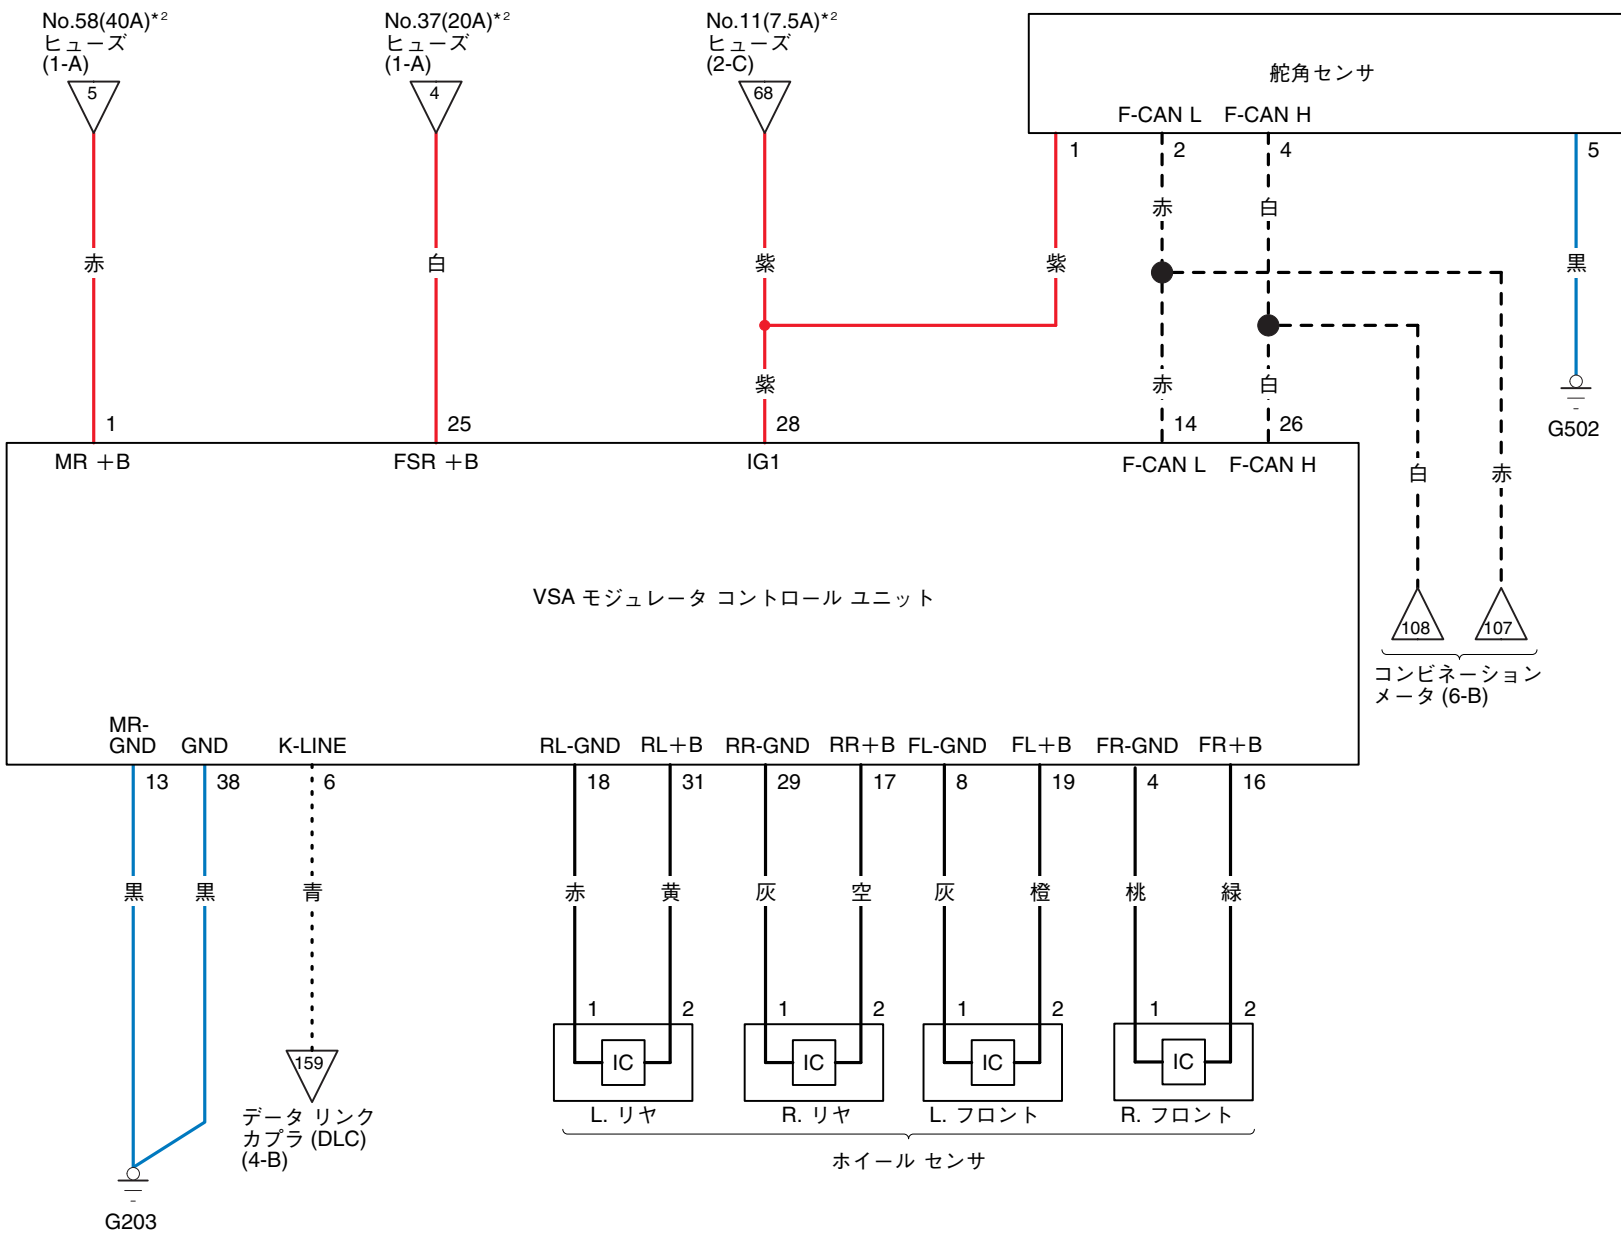 No.58(40A)*2
ヒューズ
(1-A)
5
No.37(20A)*2
ヒューズ
(1-A)
4
No.11(7.5A)*2
ヒューズ
(2-C)
68
舵角センサ
F-CAN L
F-CAN H
1
2
4
5
赤
白
赤
白
紫
紫
黒
紫
赤
白
G502
1
25
28
14
26
MR +B
FSR +B
IG1
F-CAN L
F-CAN H
白
赤
VSA モジュレータ コントロール ユニット
108
107
コンビネーション
メータ (6-B)
MR-
GND
GND
K-LINE
RL-GND
RL+B
RR-GND
RR+B
FL-GND
FL+B
FR-GND
FR+B
13
38
6
18
31
29
17
8
19
4
16
黒
黒
青
赤
黄
灰
空
灰
橙
桃
緑
1
2
1
2
1
2
1
2
IC
IC
IC
IC
159
データ リンク
カプラ (DLC)
(4-B)
L. リヤ
R. リヤ
L. フロント
R. フロント
ホイール センサ
G203